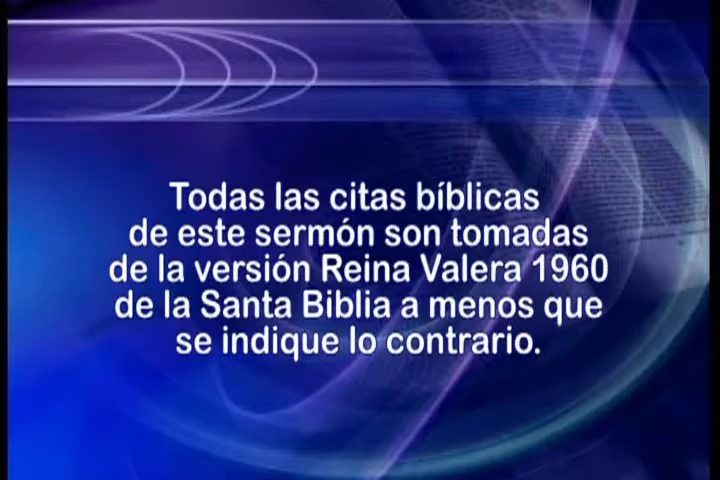 Todas las citas bíblicas
de este sermón son tomadas
de la versión Reina Valera 1960
de la Santa Biblia a menos que
se indique lo contrario.